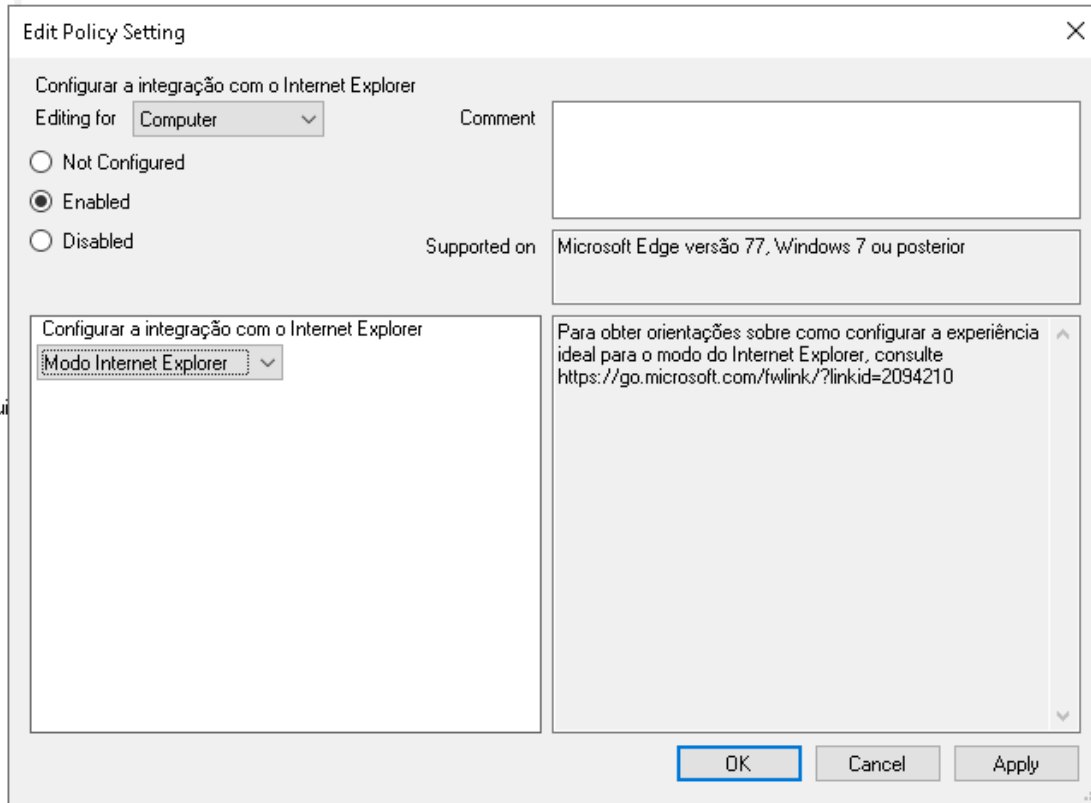 Edit Policy Setting
Configurar a integração com o Internet Explorer
Editing for Computer
Comment
Not Configured
Enabled
Disabled
Supported on
Microsoft Edge versão 77, Windows 7 ou posterior
Configurar a integração com o Internet Explorer
Modo Internet Explorer
Para obter orientações sobre como configurar a experiência
ideal para o modo do Internet Explorer, consulte
https://go.microsoft.com/fwlink/?linkid=2094210
OK Cancel Apply